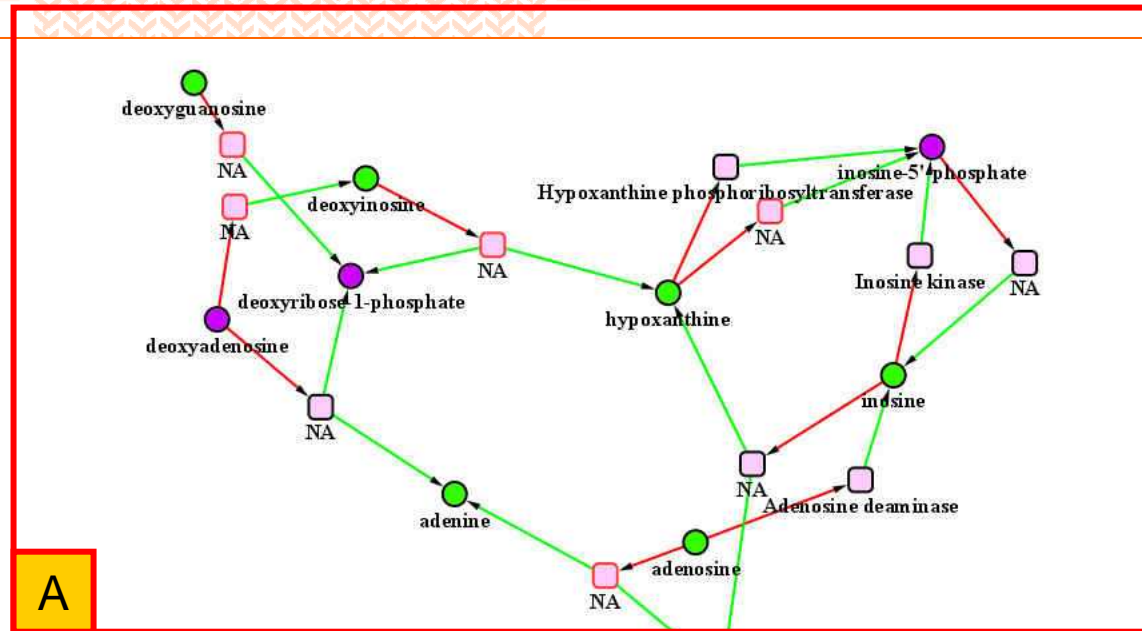 deoxyguanosine
NA
deoxyinosine
NA
NA
deoxyribose-1-phosphate
deoxyadenosine
NA
adenine
inosine-5'-phosphate
Hypoxanthine phosphoribosyltransferase
NA
Inosine kinase
NA
hypoxanthine
inosine
NA
Adenosine deaminase
adenosine
NA
A